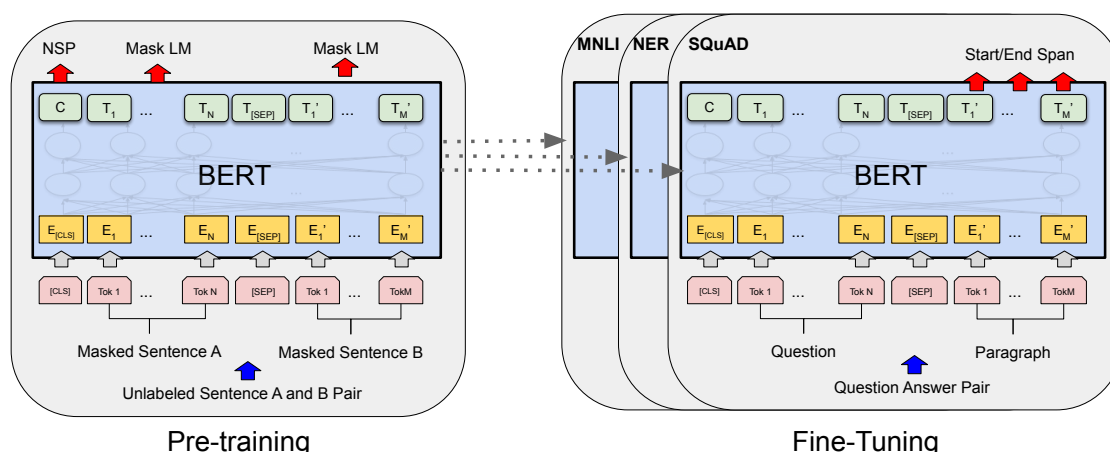 NSP Mask LM Mask LM
C T1 ... TN T[SEP] T1' ... TM'
...
BERT
...
E[CLS] E1 ... EN E[SEP] E1' ... EM'
[CLS] Tok 1 ... Tok N [SEP] Tok 1 ... TokM
Masked Sentence A Masked Sentence B
Unlabeled Sentence A and B Pair
Pre-training
MNLI NER SQuAD
Start/End Span
C T1 ... TN T[SEP] T1' ... TM'
...
BERT
...
E[CLS] E1 ... EN E[SEP] E1' ... EM'
[CLS] Tok 1 ... Tok N [SEP] Tok 1 ... TokM
Question Paragraph
Question Answer Pair
Fine-Tuning